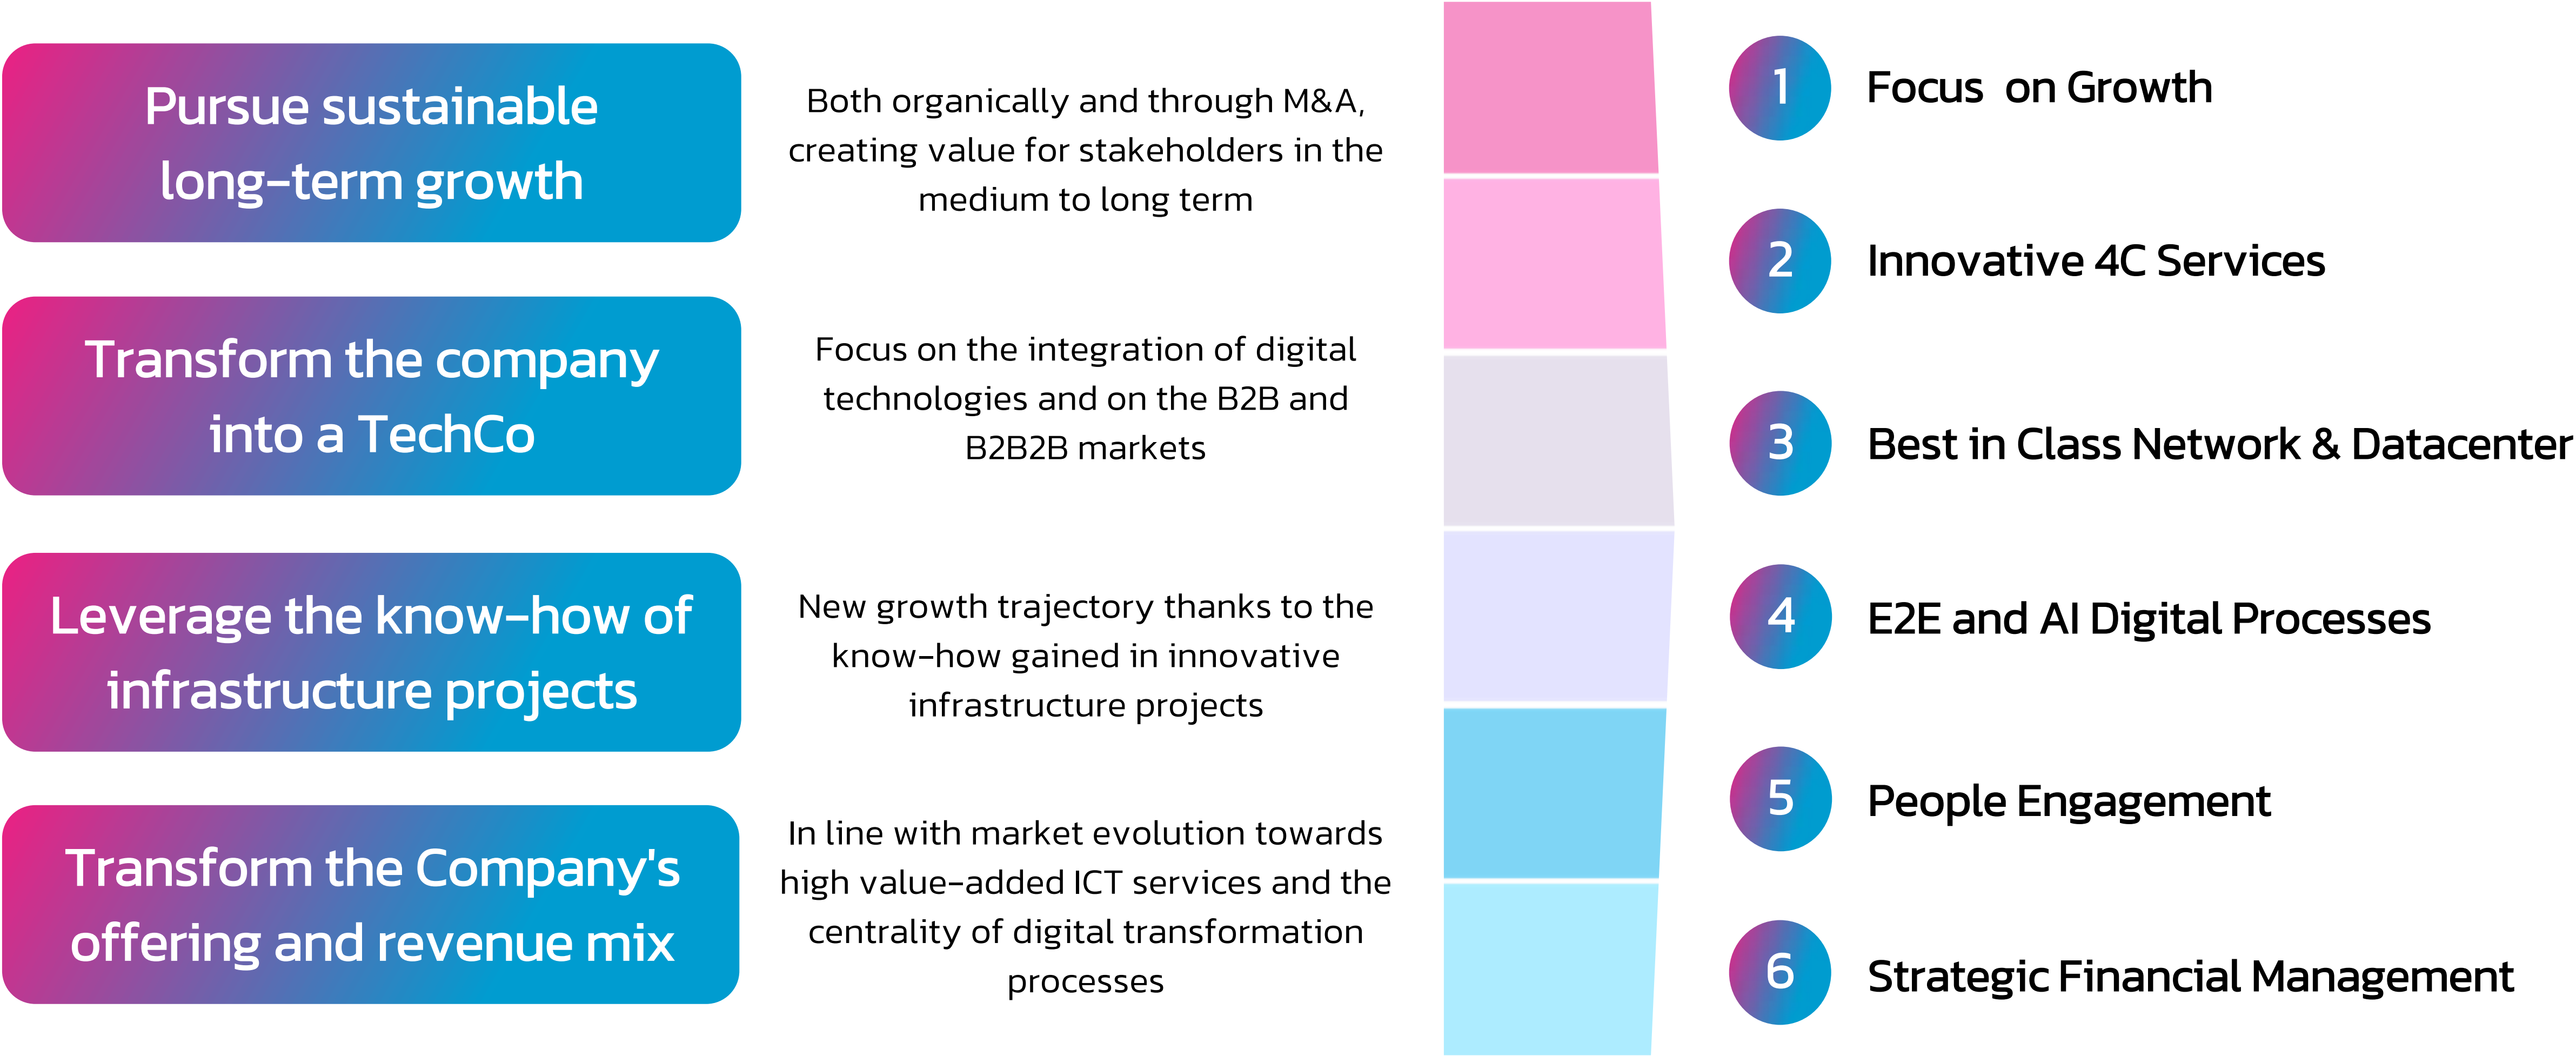 Pursue sustainable
long-term growth
Both organically and through M&A,
creating value for stakeholders in the
medium to long term
Transform the company
into a TechCo
Focus on the integration of digital
technologies and on the B2B and
B2B2B markets
Leverage the know-how of
infrastructure projects
New growth trajectory thanks to the
know-how gained in innovative
infrastructure projects
Transform the Company's
offering and revenue mix
In line with market evolution towards
high value-added ICT services and the
centrality of digital transformation
processes
1 Focus on Growth
2 Innovative 4C Services
3 Best in Class Network & Datacenter
4 E2E and AI Digital Processes
5 People Engagement
6 Strategic Financial Management